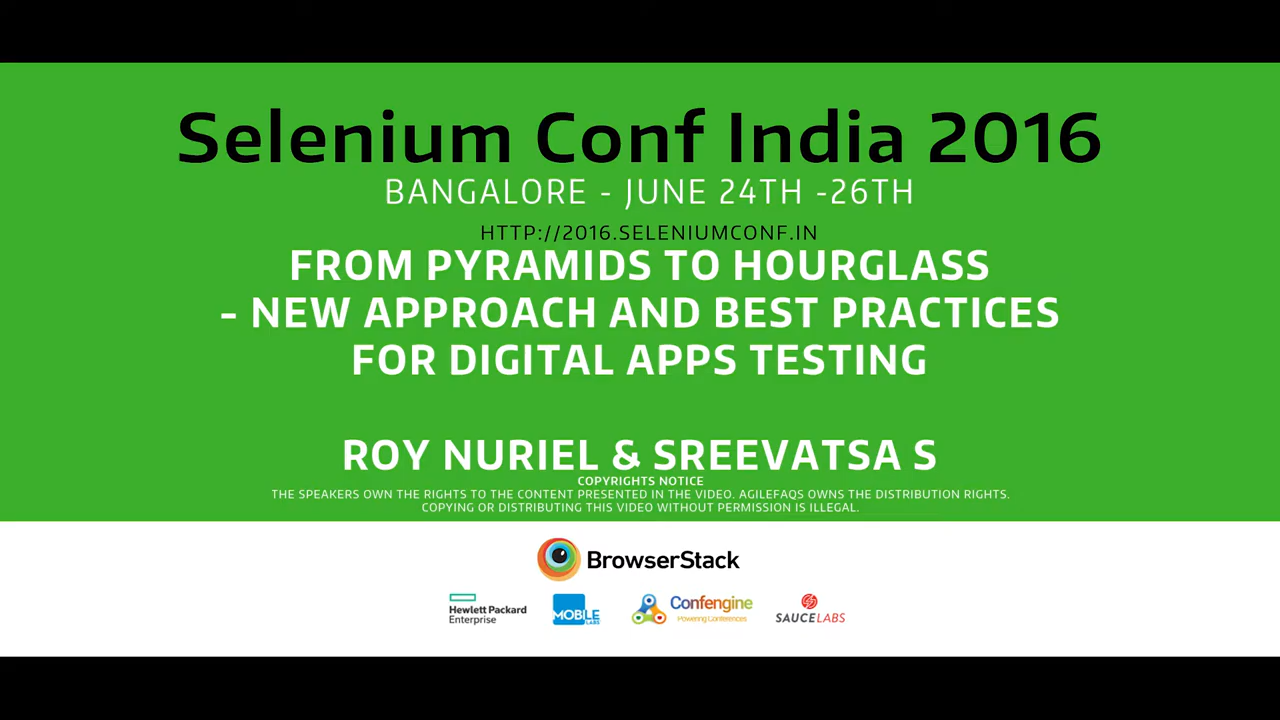 Selenium Conf India 2016
BANGALORE - JUNE 24TH -26TH
HTTP://2016.SELENIUMCONF.IN
FROM PYRAMIDS TO HOURGLASS
- NEW APPROACH AND BEST PRACTICES
FOR DIGITAL APPS TESTING
ROY NURIEL & SREEVATSA S
COPYRIGHTS NOTICE
THE SPEAKERS OWN THE RIGHTS TO THE CONTENT PRESENTED IN THE VIDEO. AGILEFAQS OWNS THE DISTRIBUTION RIGHTS.
COPYING OR DISTRIBUTING THIS VIDEO WITHOUT PERMISSION IS ILLEGAL.
BrowserStack
Hewlett Packard
Enterprise
MOBILE
LABS
Confengine
Powering Conferences
SAUCELABS